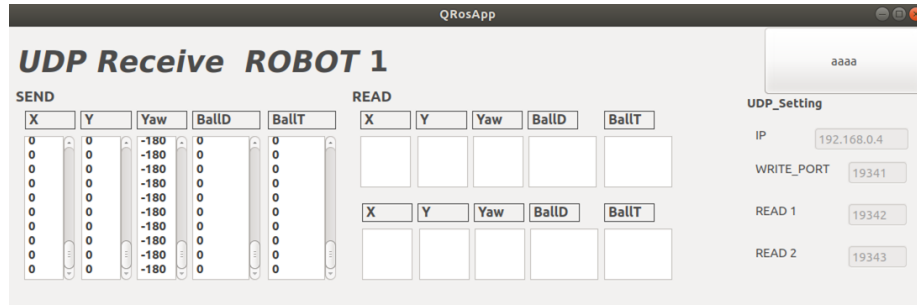 QRosApp
UDP Receive ROBOT 1
aaaa
SEND
X Y Yaw BallD BallT
0 0 -180 0 0
0 0 -180 0 0
0 0 -180 0 0
0 0 -180 0 0
0 0 -180 0 0
0 0 -180 0 0
0 0 -180 0 0
0 0 -180 0 0
0 0 -180 0 0
0 0 -180 0 0
READ
X Y Yaw BallD BallT
X Y Yaw BallD BallT
UDP_Setting
IP 192.168.0.4
WRITE_PORT 19341
READ 1 19342
READ 2 19343